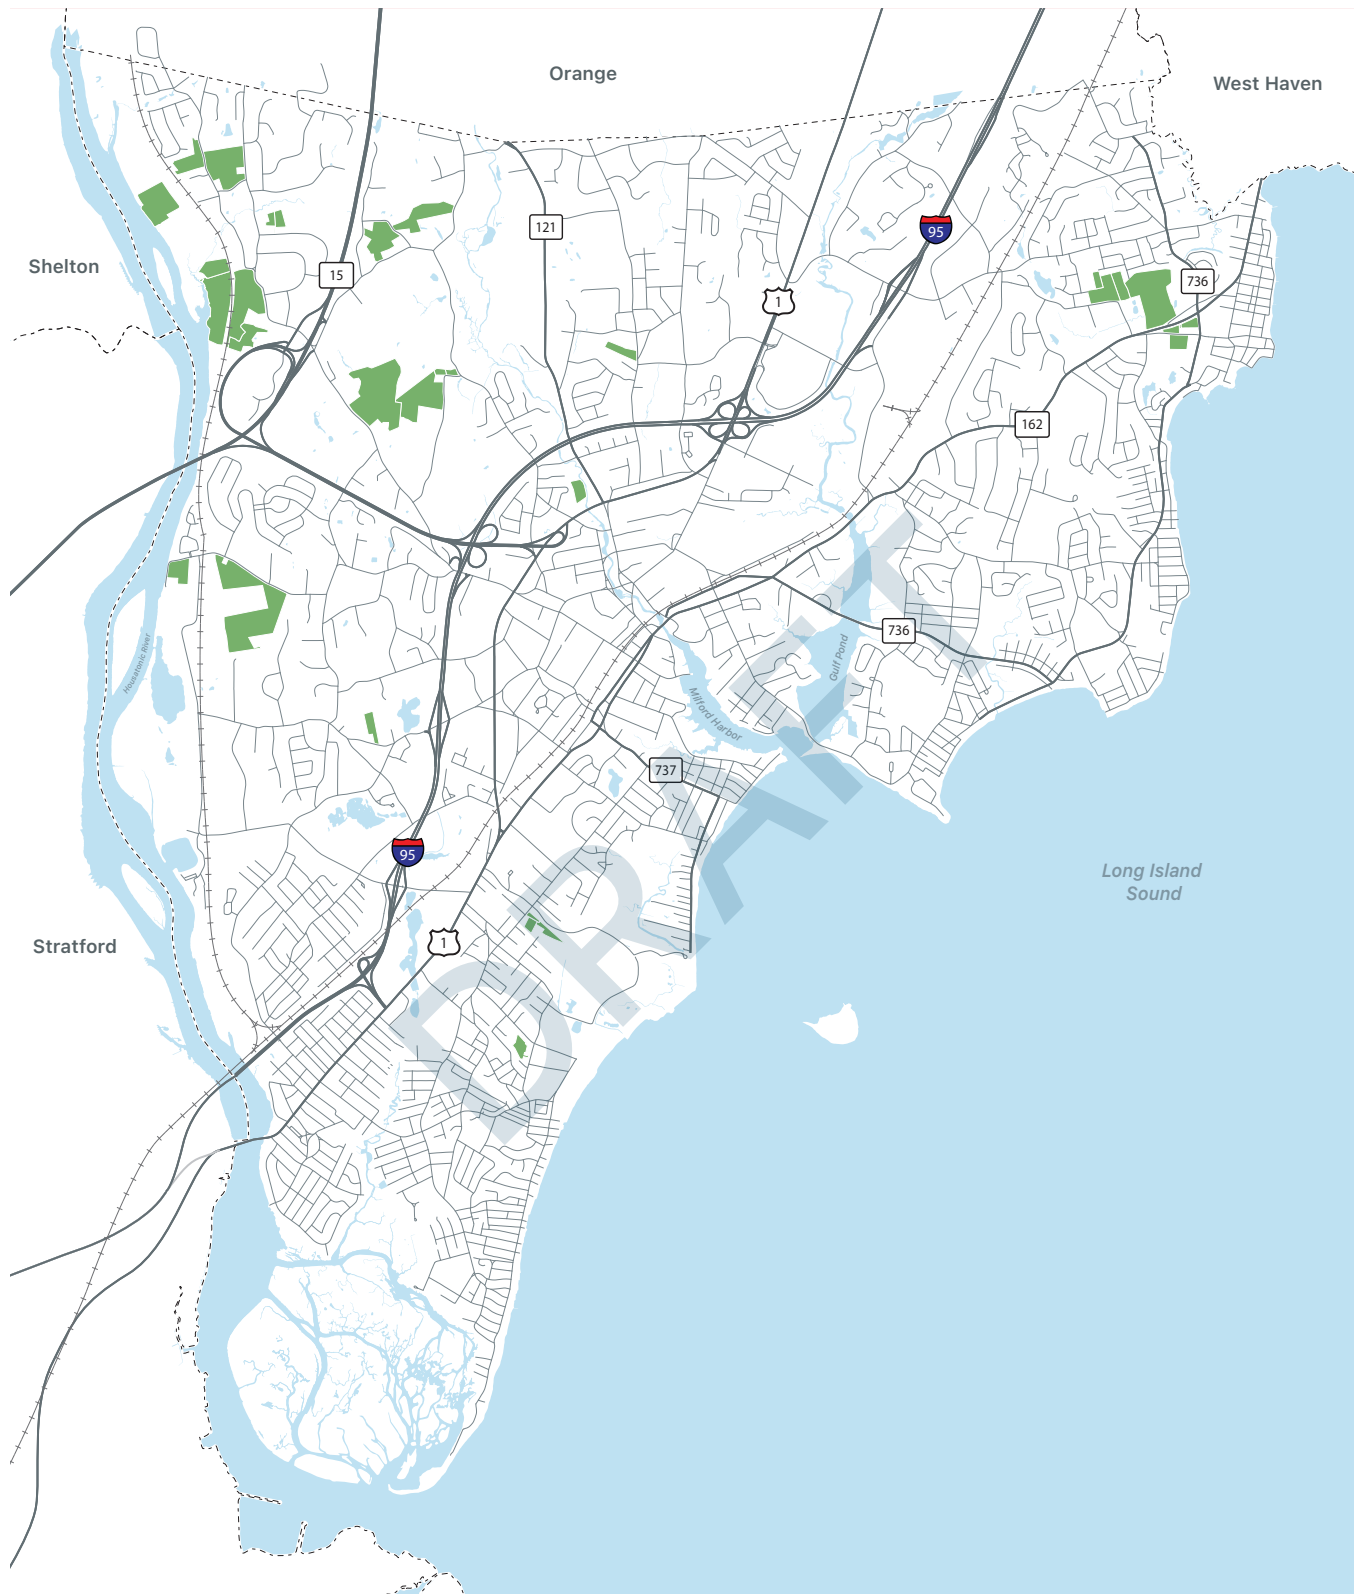 Orange
West Haven
121
95
Shelton
15
736
1
162
736
Housatonic River
Gulf Pond
Milford Harbor
737
95
Long Island
Sound
1
Stratford
DRAFT